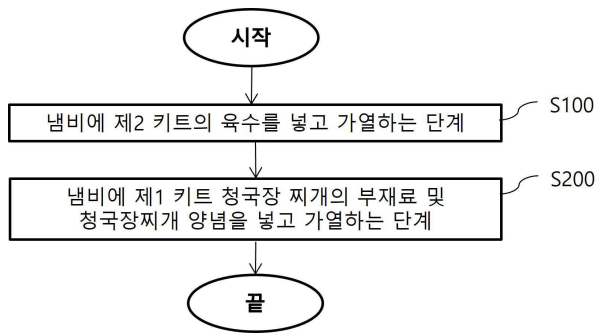 시작
냄비에 제2 키트의 육수를 넣고 가열하는 단계
S100
냄비에 제1 키트 청국장 찌개의 부재료 및
청국장찌개 양념을 넣고 가열하는 단계
S200
끝